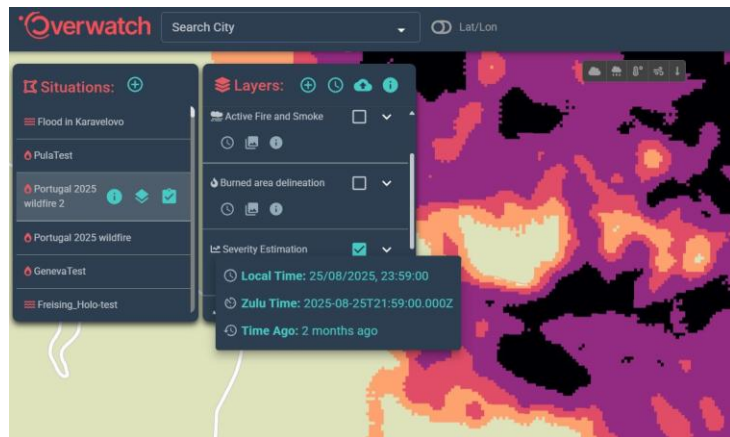 Overwatch
Search City
Lat/Lon
Situations:
Flood in Karavelovo
PulaTest
Portugal 2025
wildfire 2
Portugal 2025 wildfire
GenevaTest
Freising_Holo-test
Layers:
Active Fire and Smoke
Burned area delineation
Severity Estimation
Local Time: 25/08/2025, 23:59:00
Zulu Time: 2025-08-25T21:59:00.000Z
Time Ago: 2 months ago